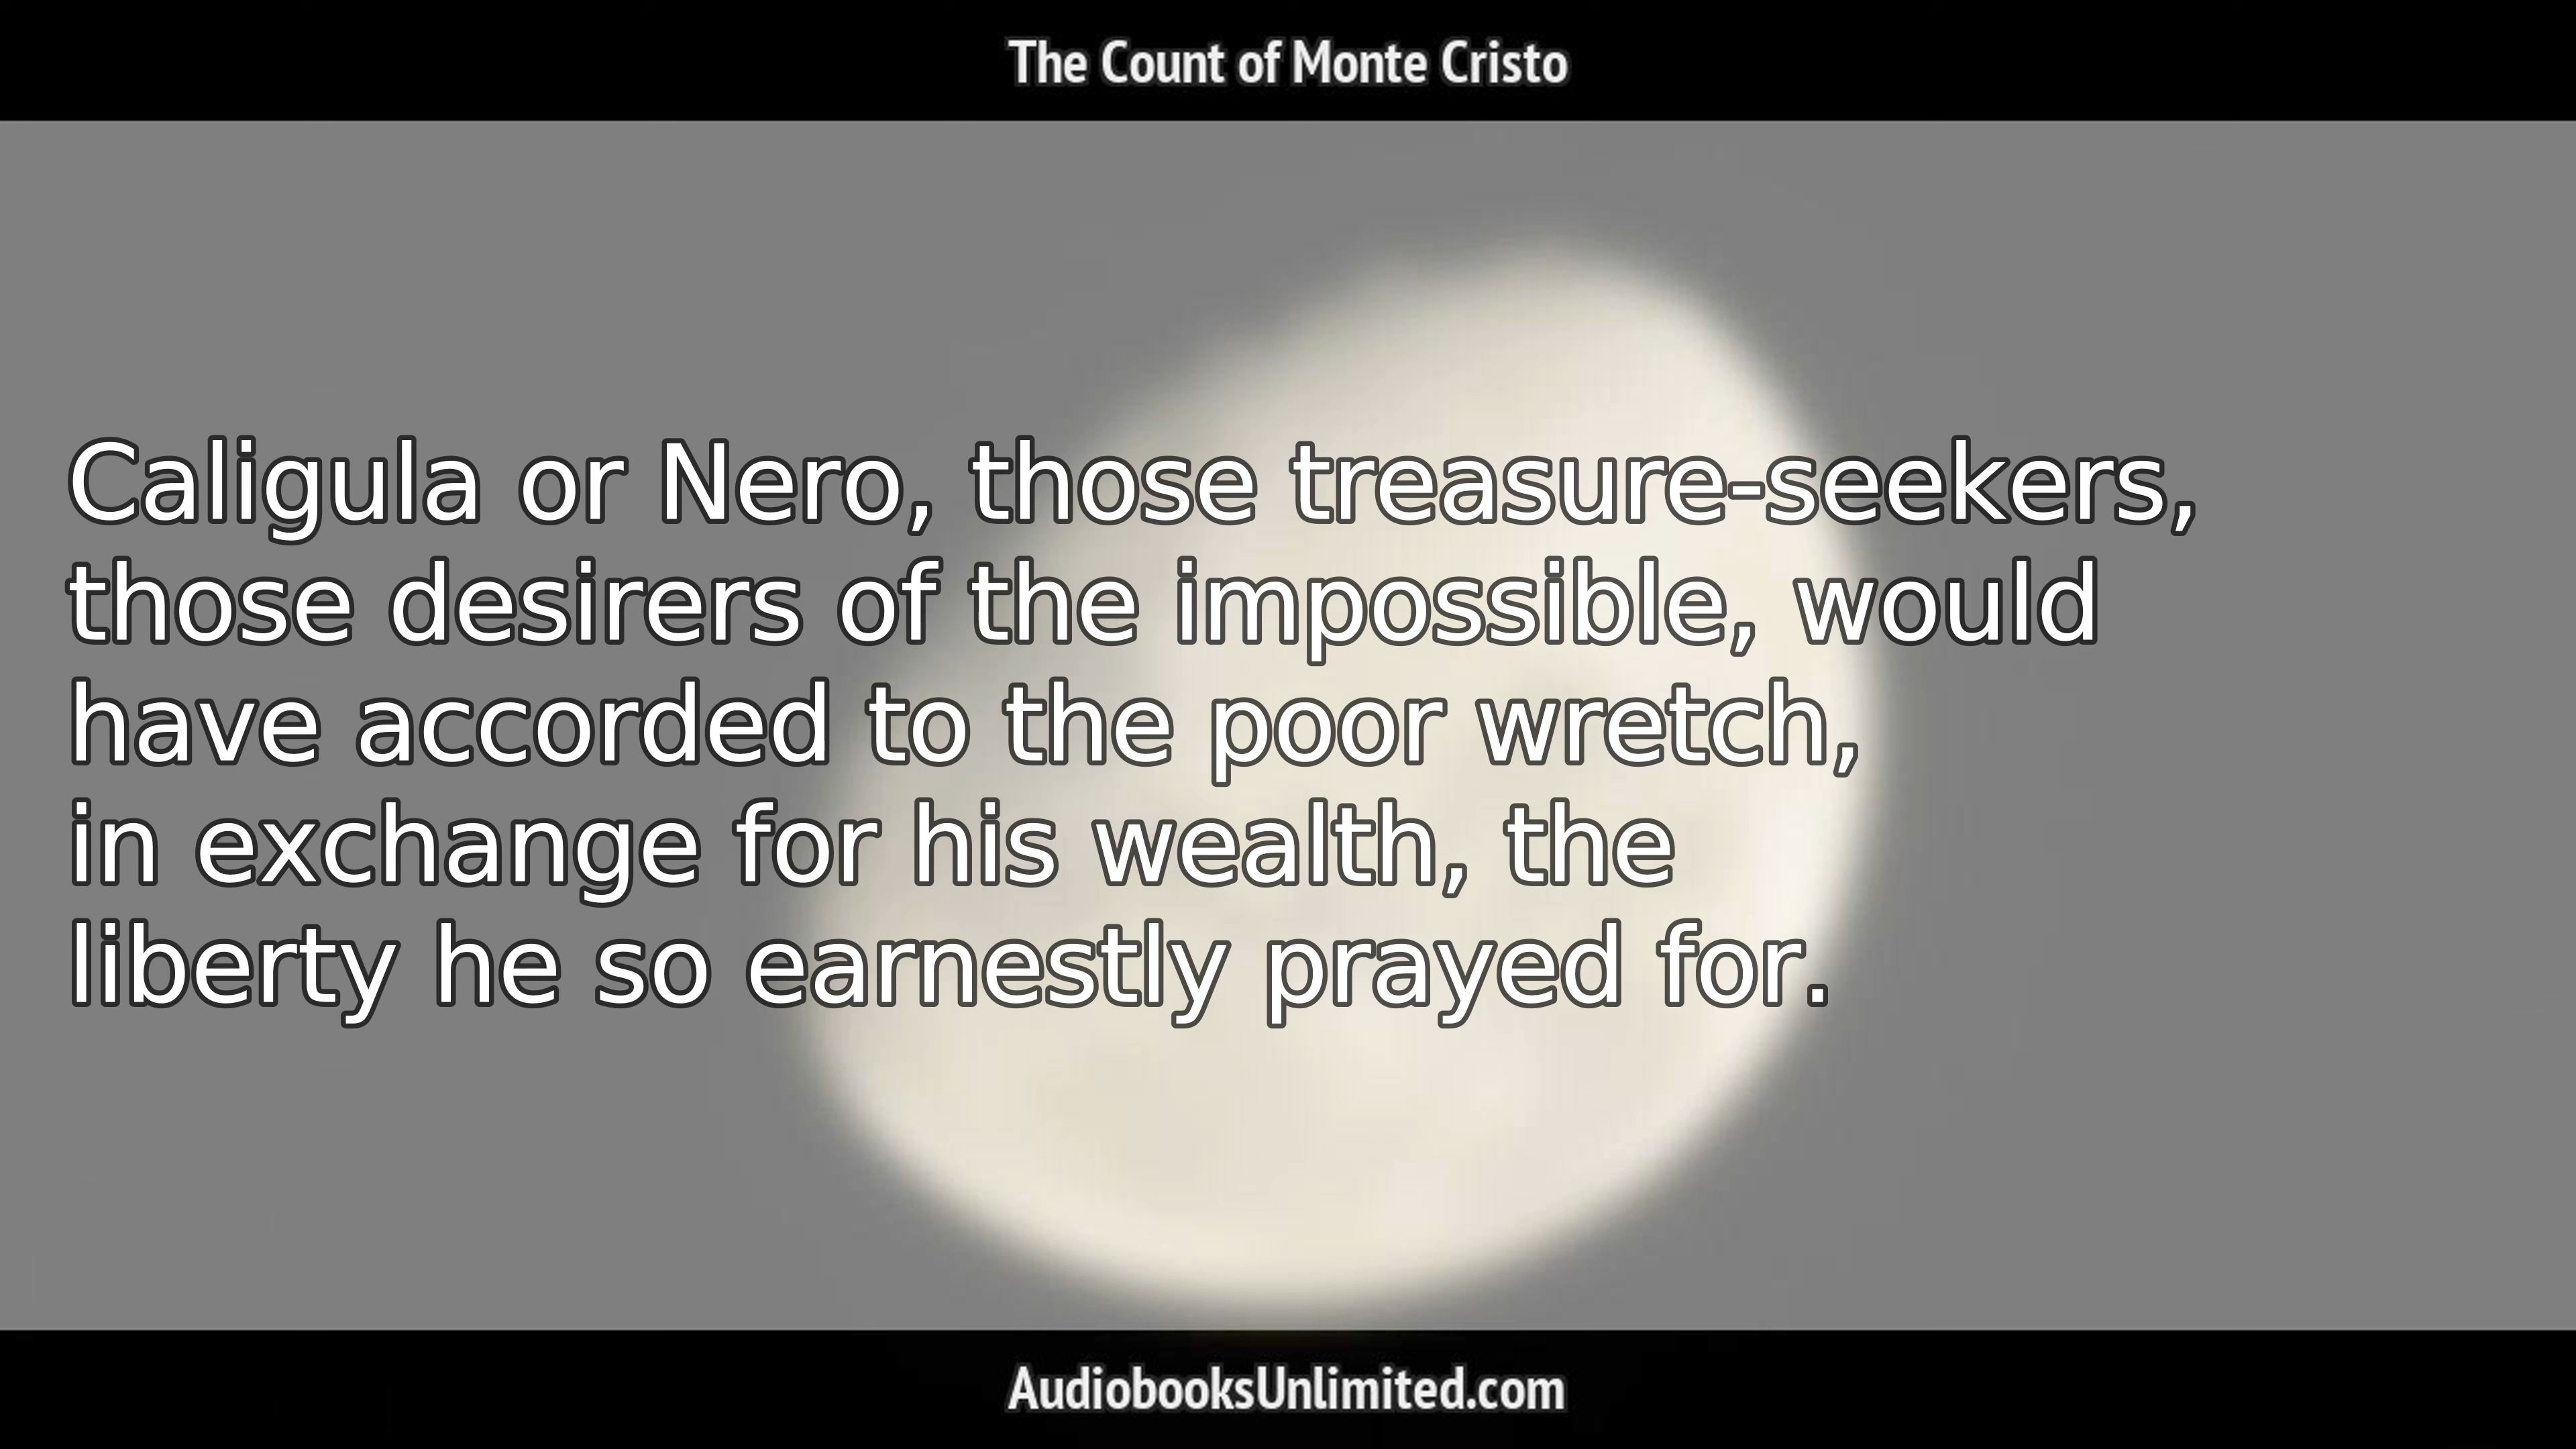 The Count of Monte Cristo
Caligula or Nero, those treasure-seekers,
those desirers of the impossible, would
have accorded to the poor wretch,
in exchange for his wealth, the
liberty he so earnestly prayed for.
AudiobooksUnlimited.com